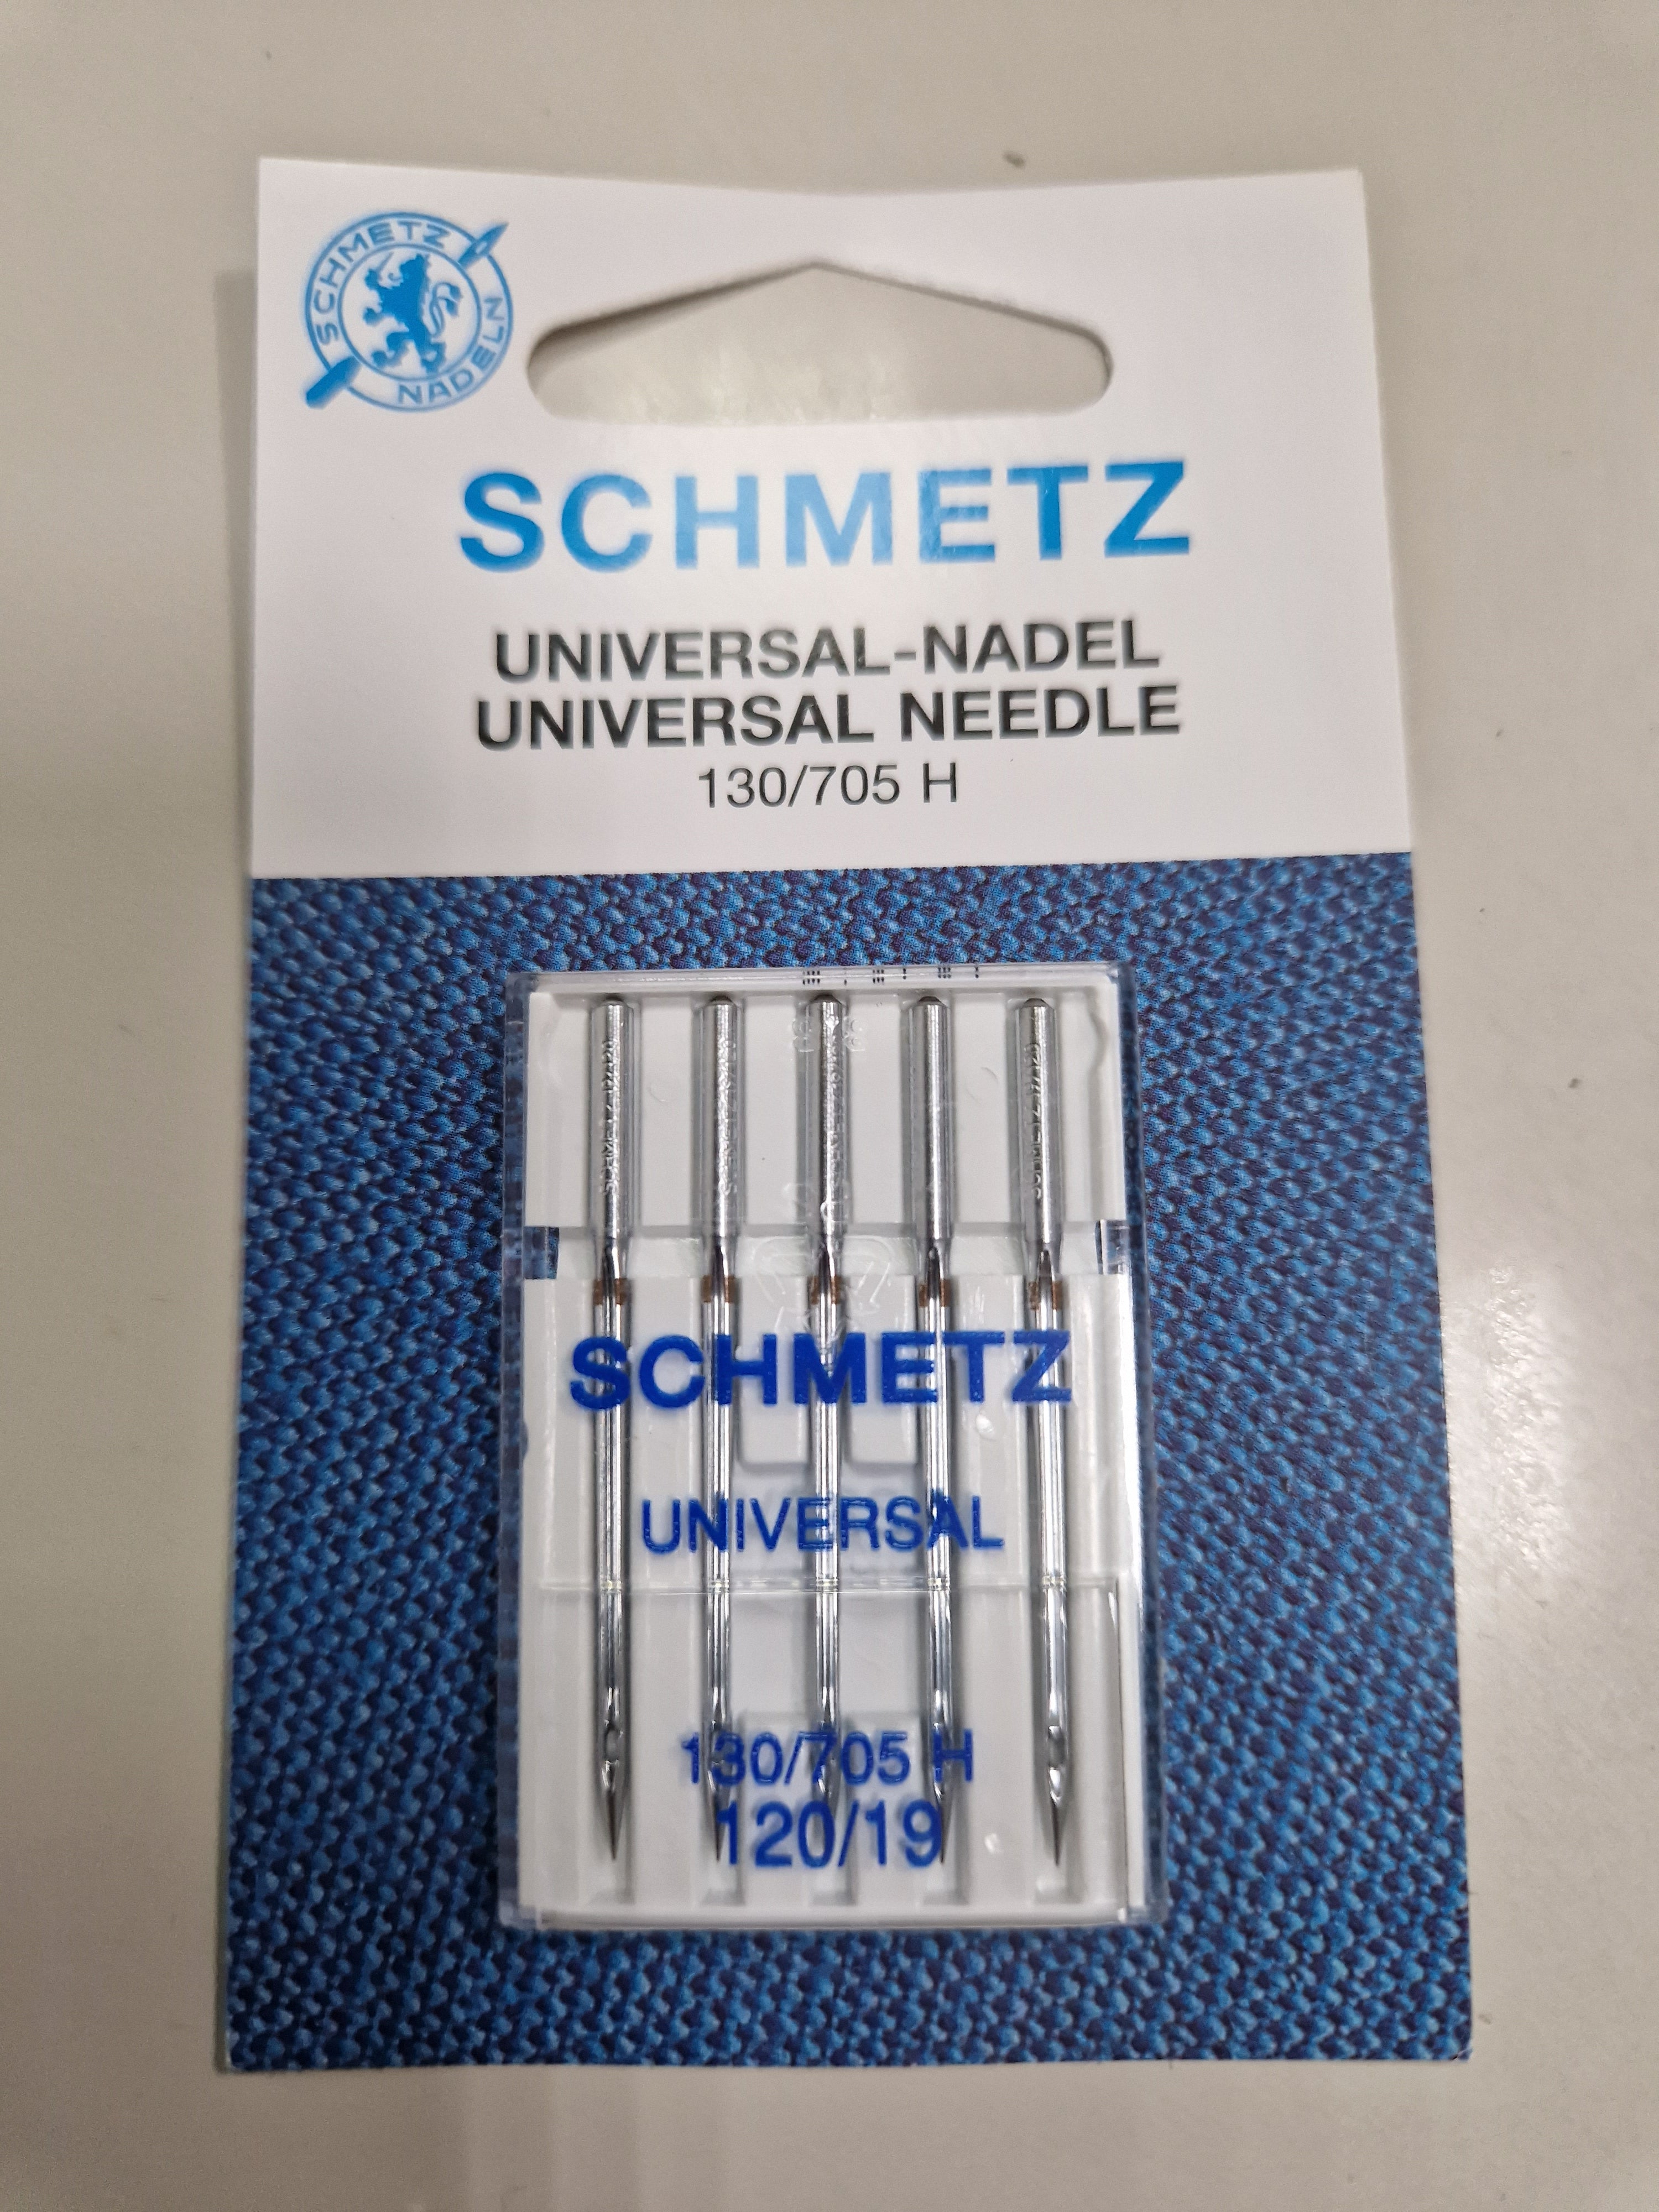 SCHMETZ
NADELN
SCHMETZ
UNIVERSAL-NADEL
UNIVERSAL NEEDLE
130/705 H
SCHMETZ
UNIVERSAL
130/705 H
120/19